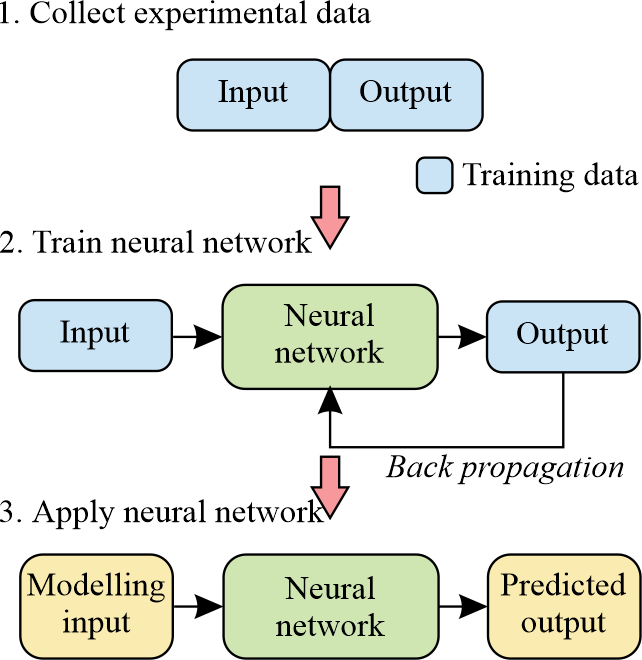 1. Collect experimental data
Input
Output
Training data
2. Train neural network
Input
Neural
network
Output
Back propagation
3. Apply neural network
Modelling
input
Neural
network
Predicted
output